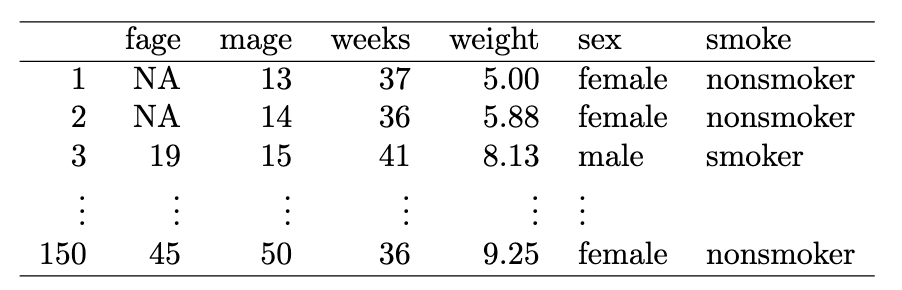 fage mage weeks weight sex smoke
1 NA 13 37 5.00 female nonsmoker
2 NA 14 36 5.88 female nonsmoker
3 19 15 41 8.13 male smoker
⋮ ⋮ ⋮ ⋮ ⋮ ⋮
150 45 50 36 9.25 female nonsmoker